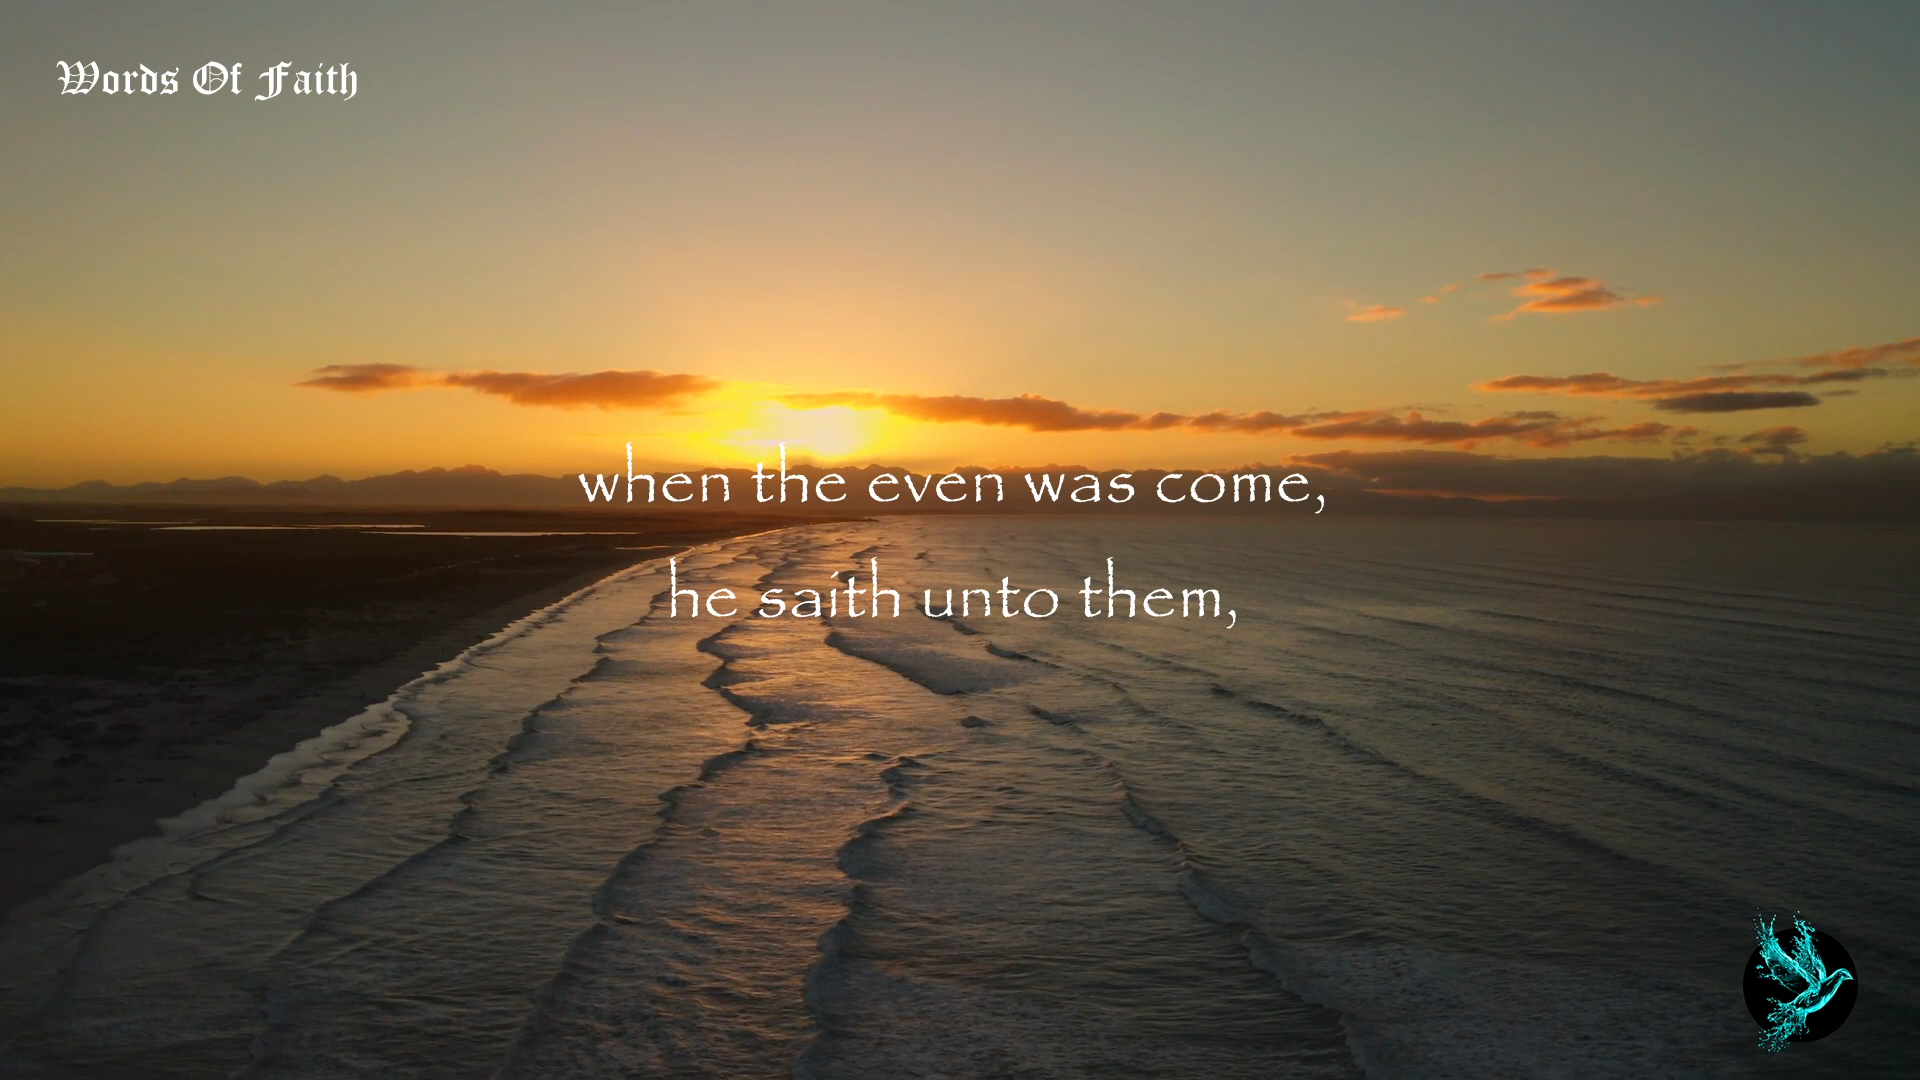 Words Of Faith
when the even was come,
he saith unto them,